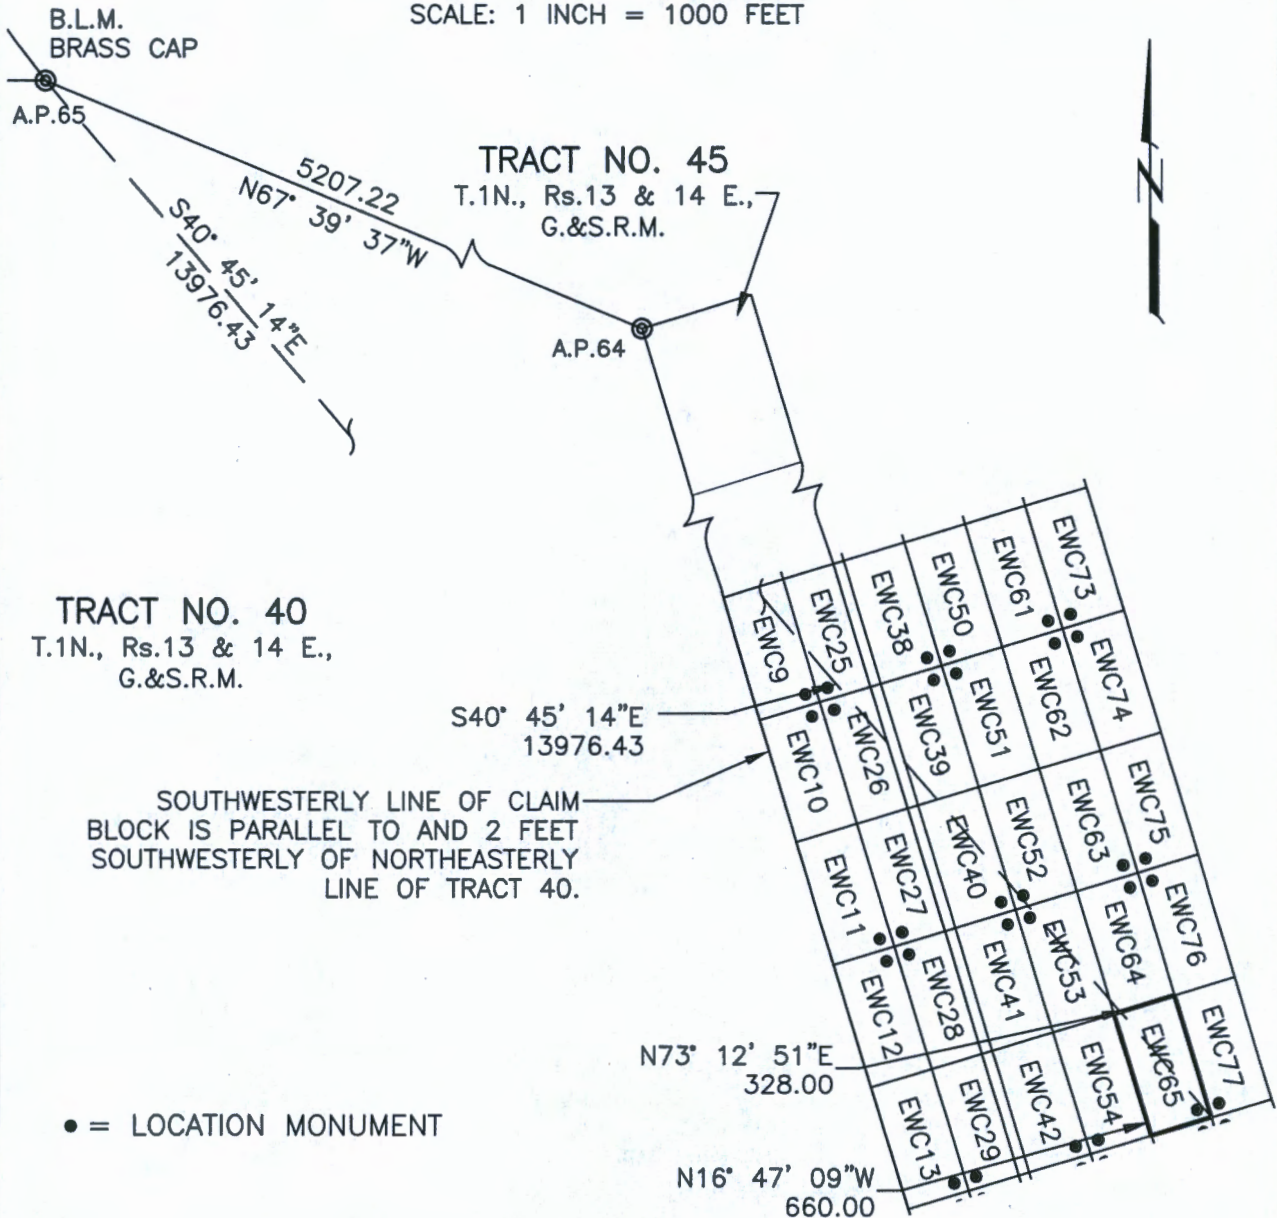 B.L.M.
BRASS CAP
SCALE: 1 INCH = 1000 FEET
A.P.65
5207.22
N67° 39' 37"W
TRACT NO. 45
T.1N., Rs.13 & 14 E.,
G.&S.R.M.
N
S40° 45' 14"E
13976.43
A.P.64
TRACT NO. 40
T.1N., Rs.13 & 14 E.,
G.&S.R.M.
EWC9
EWC25
EWC38
EWC50
EWC61
EWC73
S40° 45' 14"E
13976.43
EWC10
EWC26
EWC39
EWC51
EWC62
EWC74
SOUTHWESTERLY LINE OF CLAIM
BLOCK IS PARALLEL TO AND 2 FEET
SOUTHWESTERLY OF NORTHEASTERLY
LINE OF TRACT 40.
EWC11
EWC27
EWC40
EWC52
EWC63
EWC75
EWC12
EWC28
EWC41
EWC53
EWC64
EWC76
N73° 12' 51"E
328.00
EWC13
EWC29
EWC42
EWC54
EWC65
EWC77
● = LOCATION MONUMENT
N16° 47' 09"W
660.00